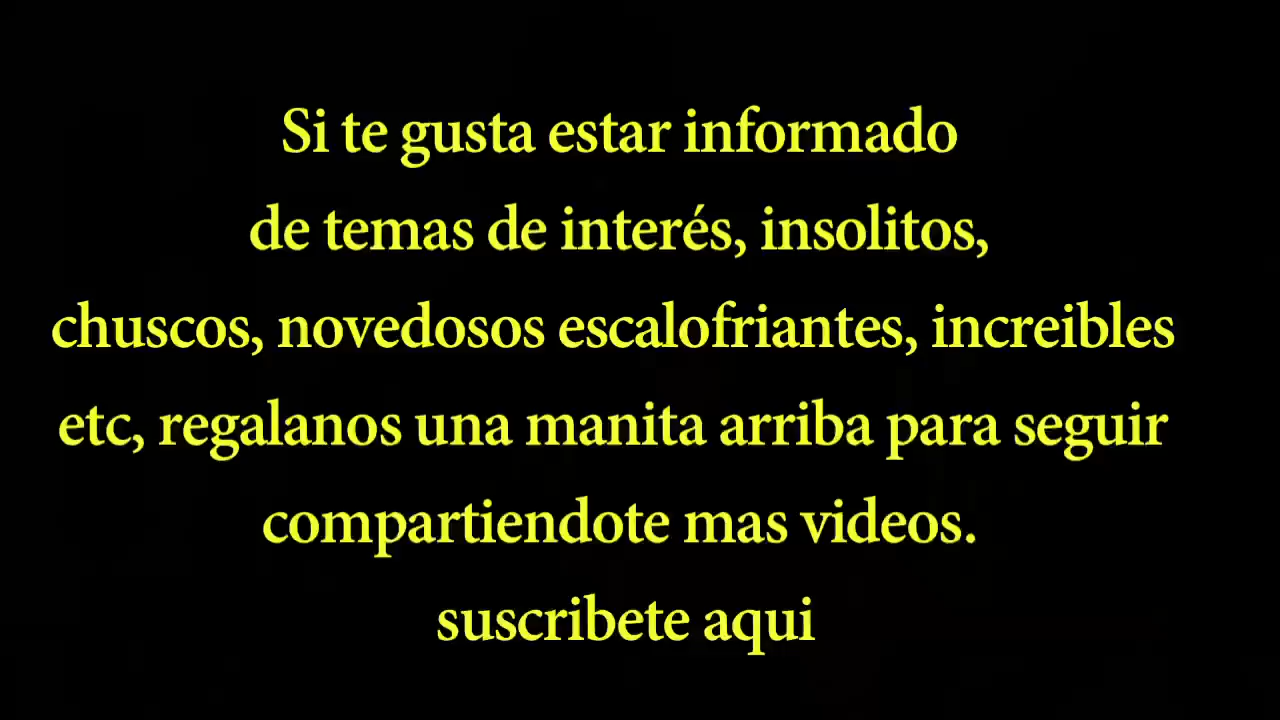 Si te gusta estar informado
de temas de interés, insolitos,
chuscos, novedosos escalofriantes, increibles
etc, regalanos una manita arriba para seguir
compartiendote mas videos.
suscribete aqui